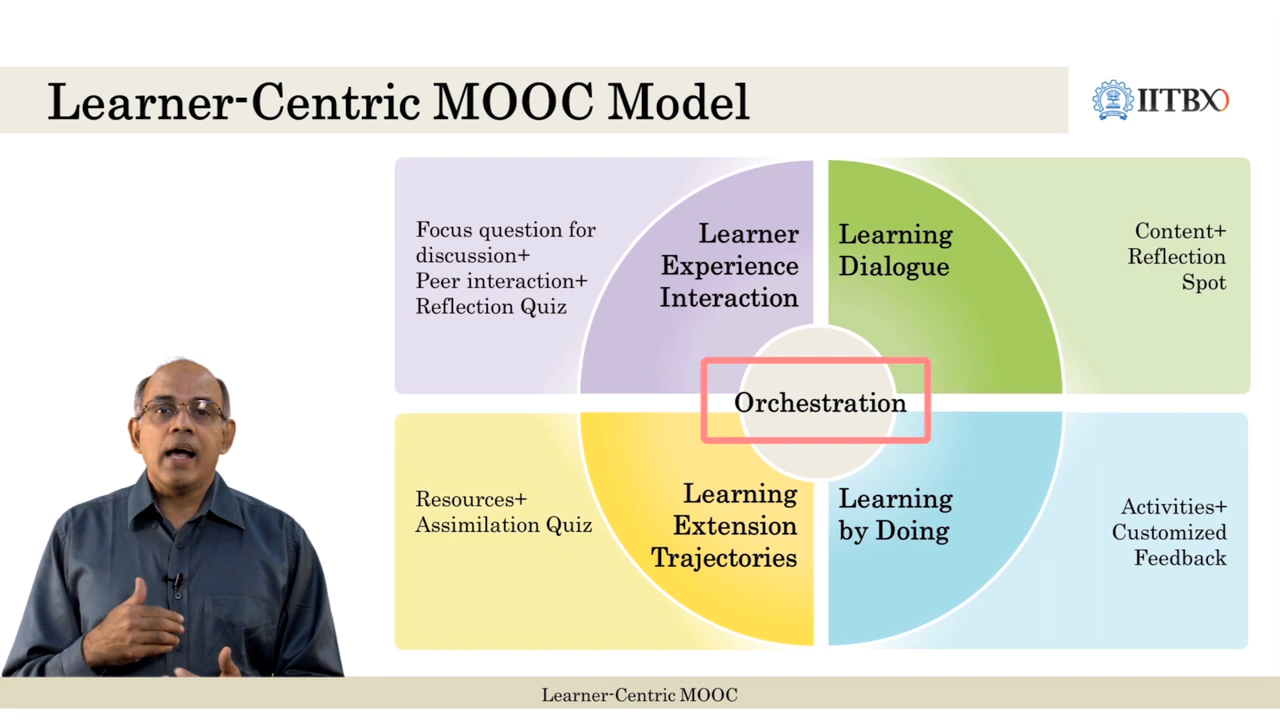 Learner-Centric MOOC Model
IITBX
Focus question for
discussion+
Peer interaction+
Reflection Quiz
Learner
Experience
Interaction
Learning
Dialogue
Content+
Reflection
Spot
Orchestration
Resources+
Assimilation Quiz
Learning
Extension
Trajectories
Learning
by Doing
Activities+
Customized
Feedback
Learner-Centric MOOC